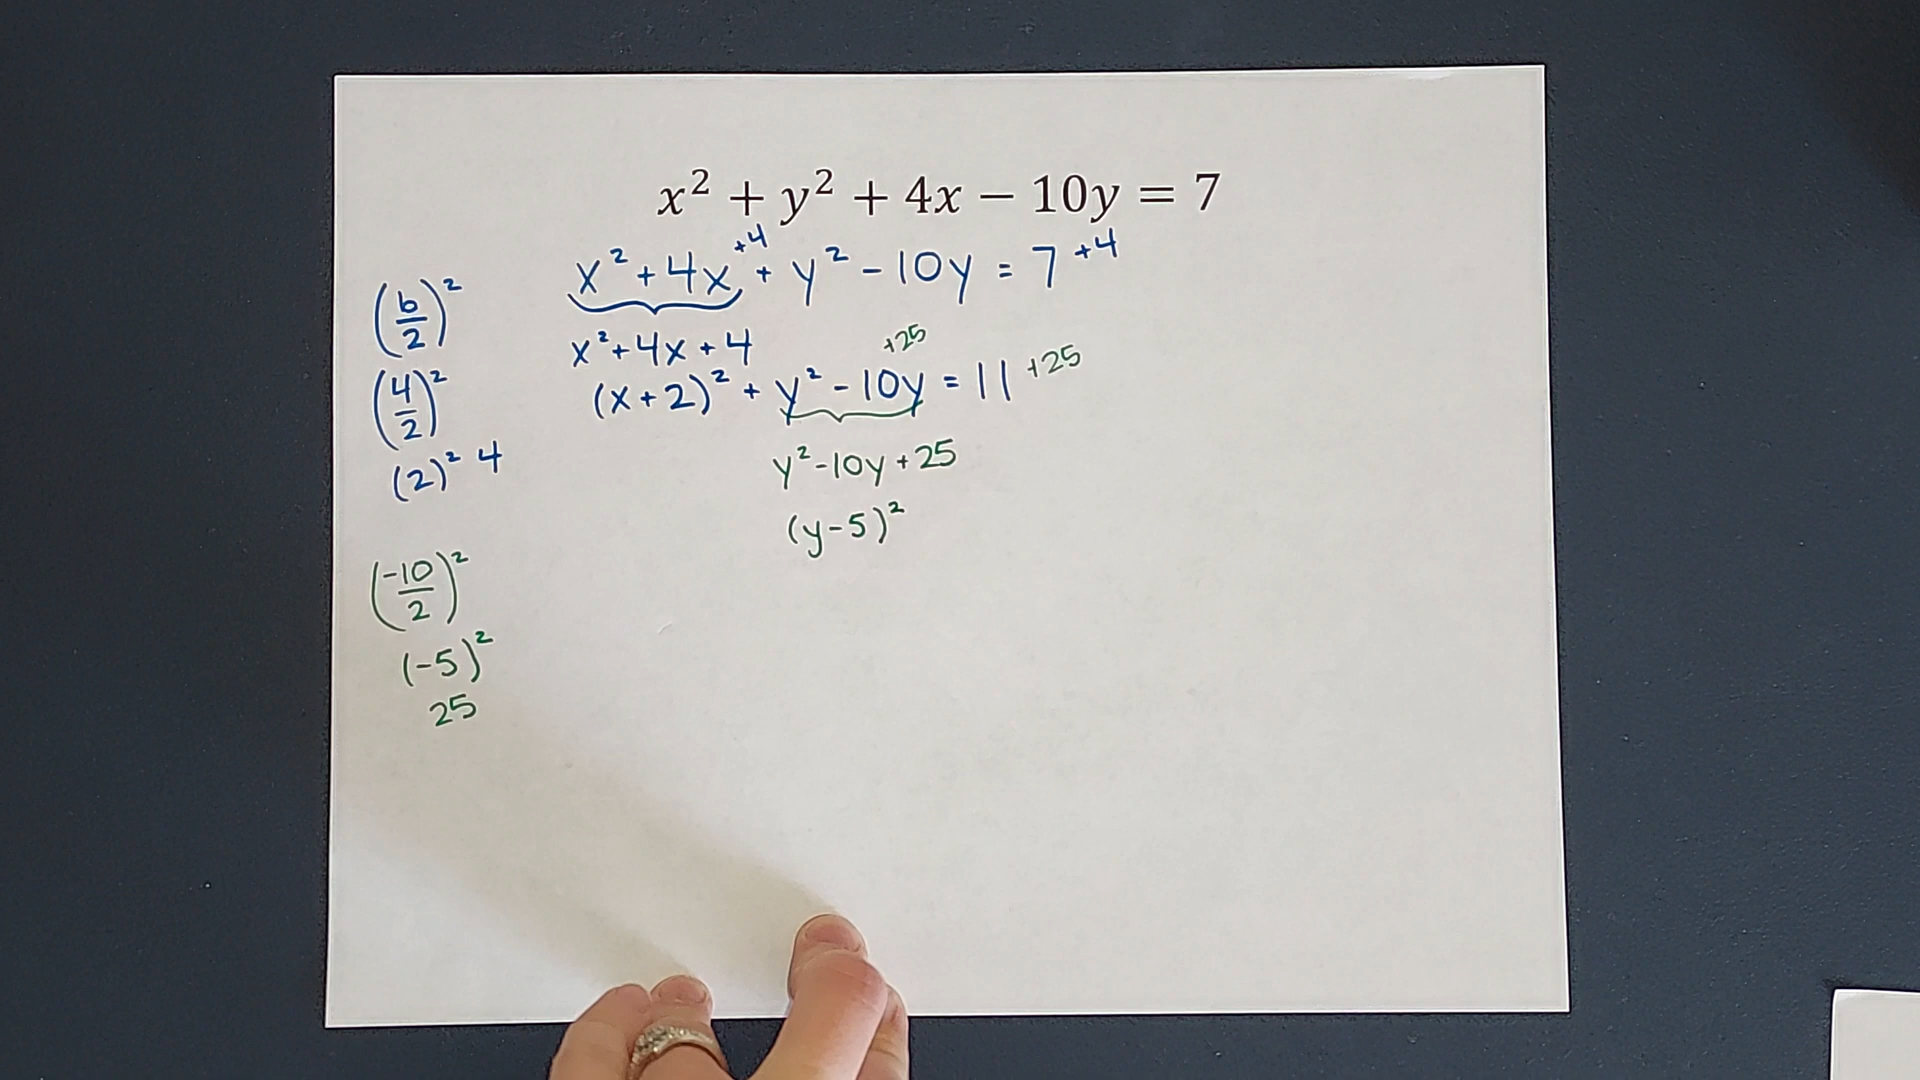 x² + y² + 4x − 10y = 7
x² + 4x +4 + y² − 10y = 7 +4
x² + 4x + 4
(x + 2)² + y² − 10y +25 = 11 +25
y² − 10y + 25
(y − 5)²
(b/2)²
(4/2)²
(2)² 4
(−10/2)²
(−5)²
25